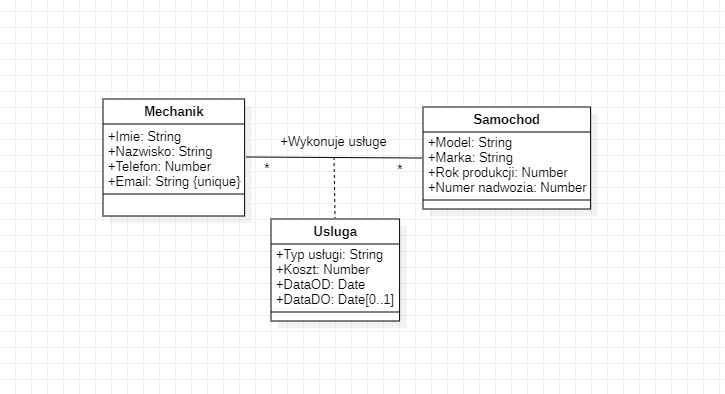 Mechanik
+Imie: String
+Nazwisko: String
+Telefon: Number
+Email: String {unique}
+Wykonuje usługe
*
*
Samochod
+Model: String
+Marka: String
+Rok produkcji: Number
+Numer nadwozia: Number
Usluga
+Typ usługi: String
+Koszt: Number
+DataOD: Date
+DataDO: Date[0..1]